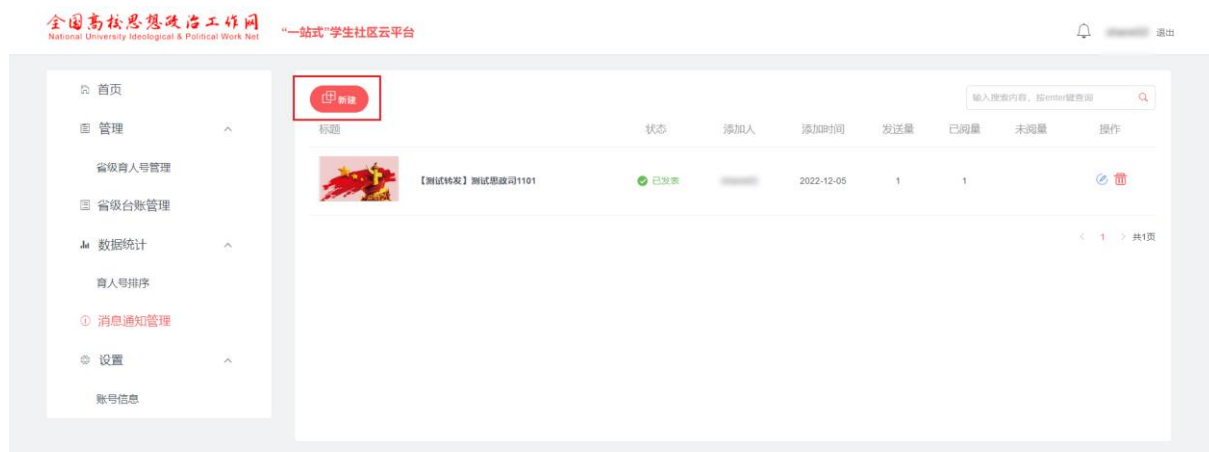 全国高校思想政治工作网
National University Ideological & Political Work Net
“一站式”学生社区云平台
退出
首页
管理
省级育人号管理
省级台账管理
数据统计
育人号排序
消息通知管理
设置
账号信息
新建
输入搜索内容，按enter键查询
标题 状态 添加人 添加时间 发送量 已阅量 未阅量 操作
【测试转发】测试思政司1101 已发表 2022-12-05 1 1
1 共1页